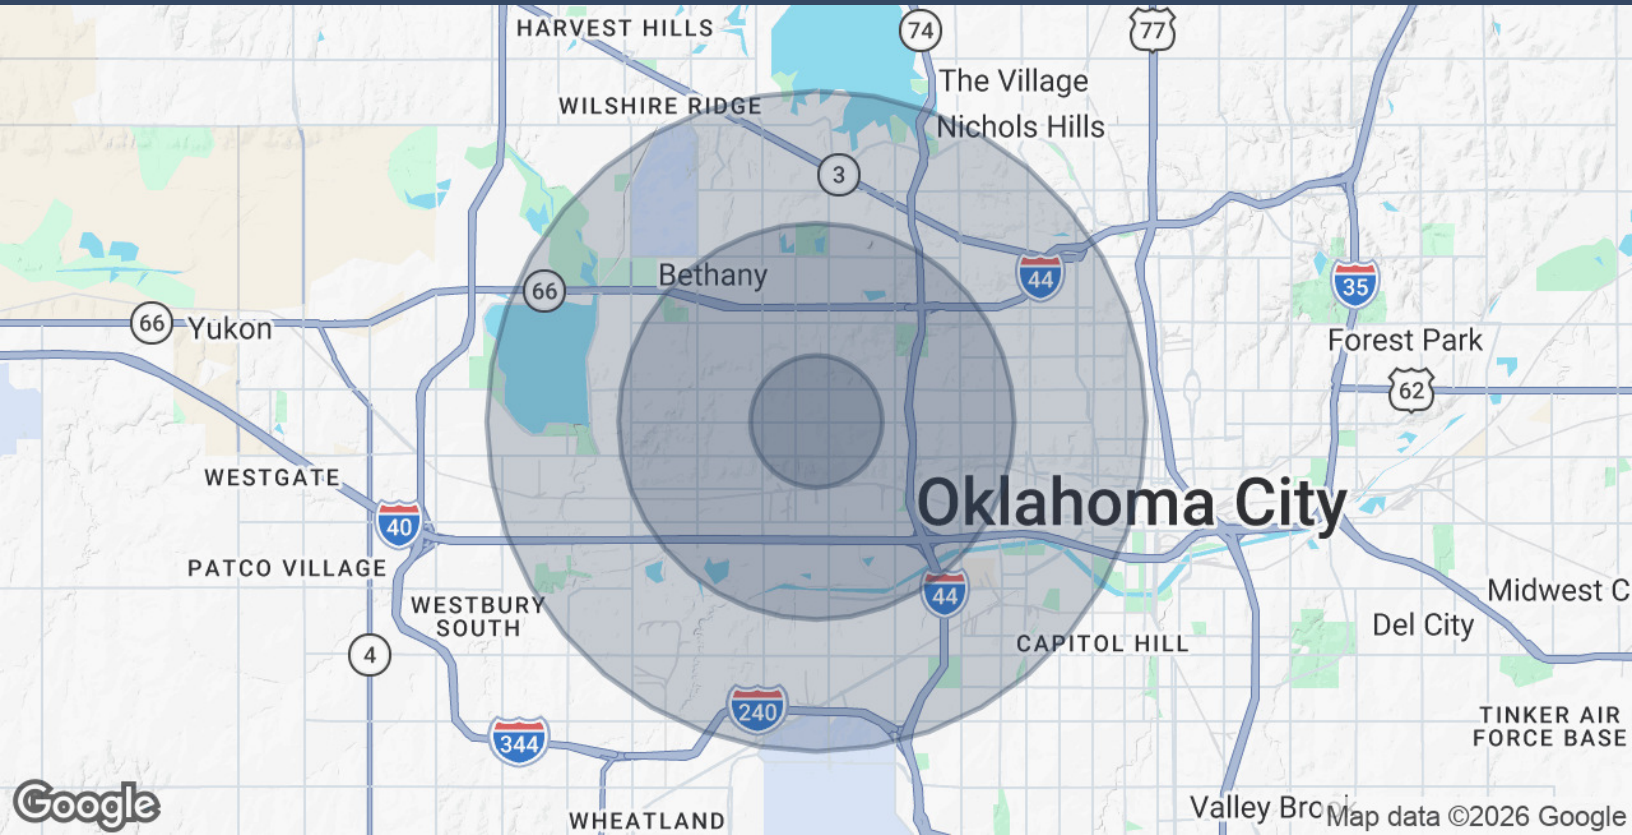 HARVEST HILLS
74
77
The Village
WILSHIRE RIDGE
Nichols Hills
3
Bethany
44
66
35
66
Yukon
Forest Park
62
WESTGATE
Oklahoma City
40
PATCO VILLAGE
Midwest C
44
WESTBURY
SOUTH
Del City
CAPITOL HILL
4
240
TINKER AIR
FORCE BASE
344
Google
Valley Brook
WHEATLAND
Map data ©2026 Google